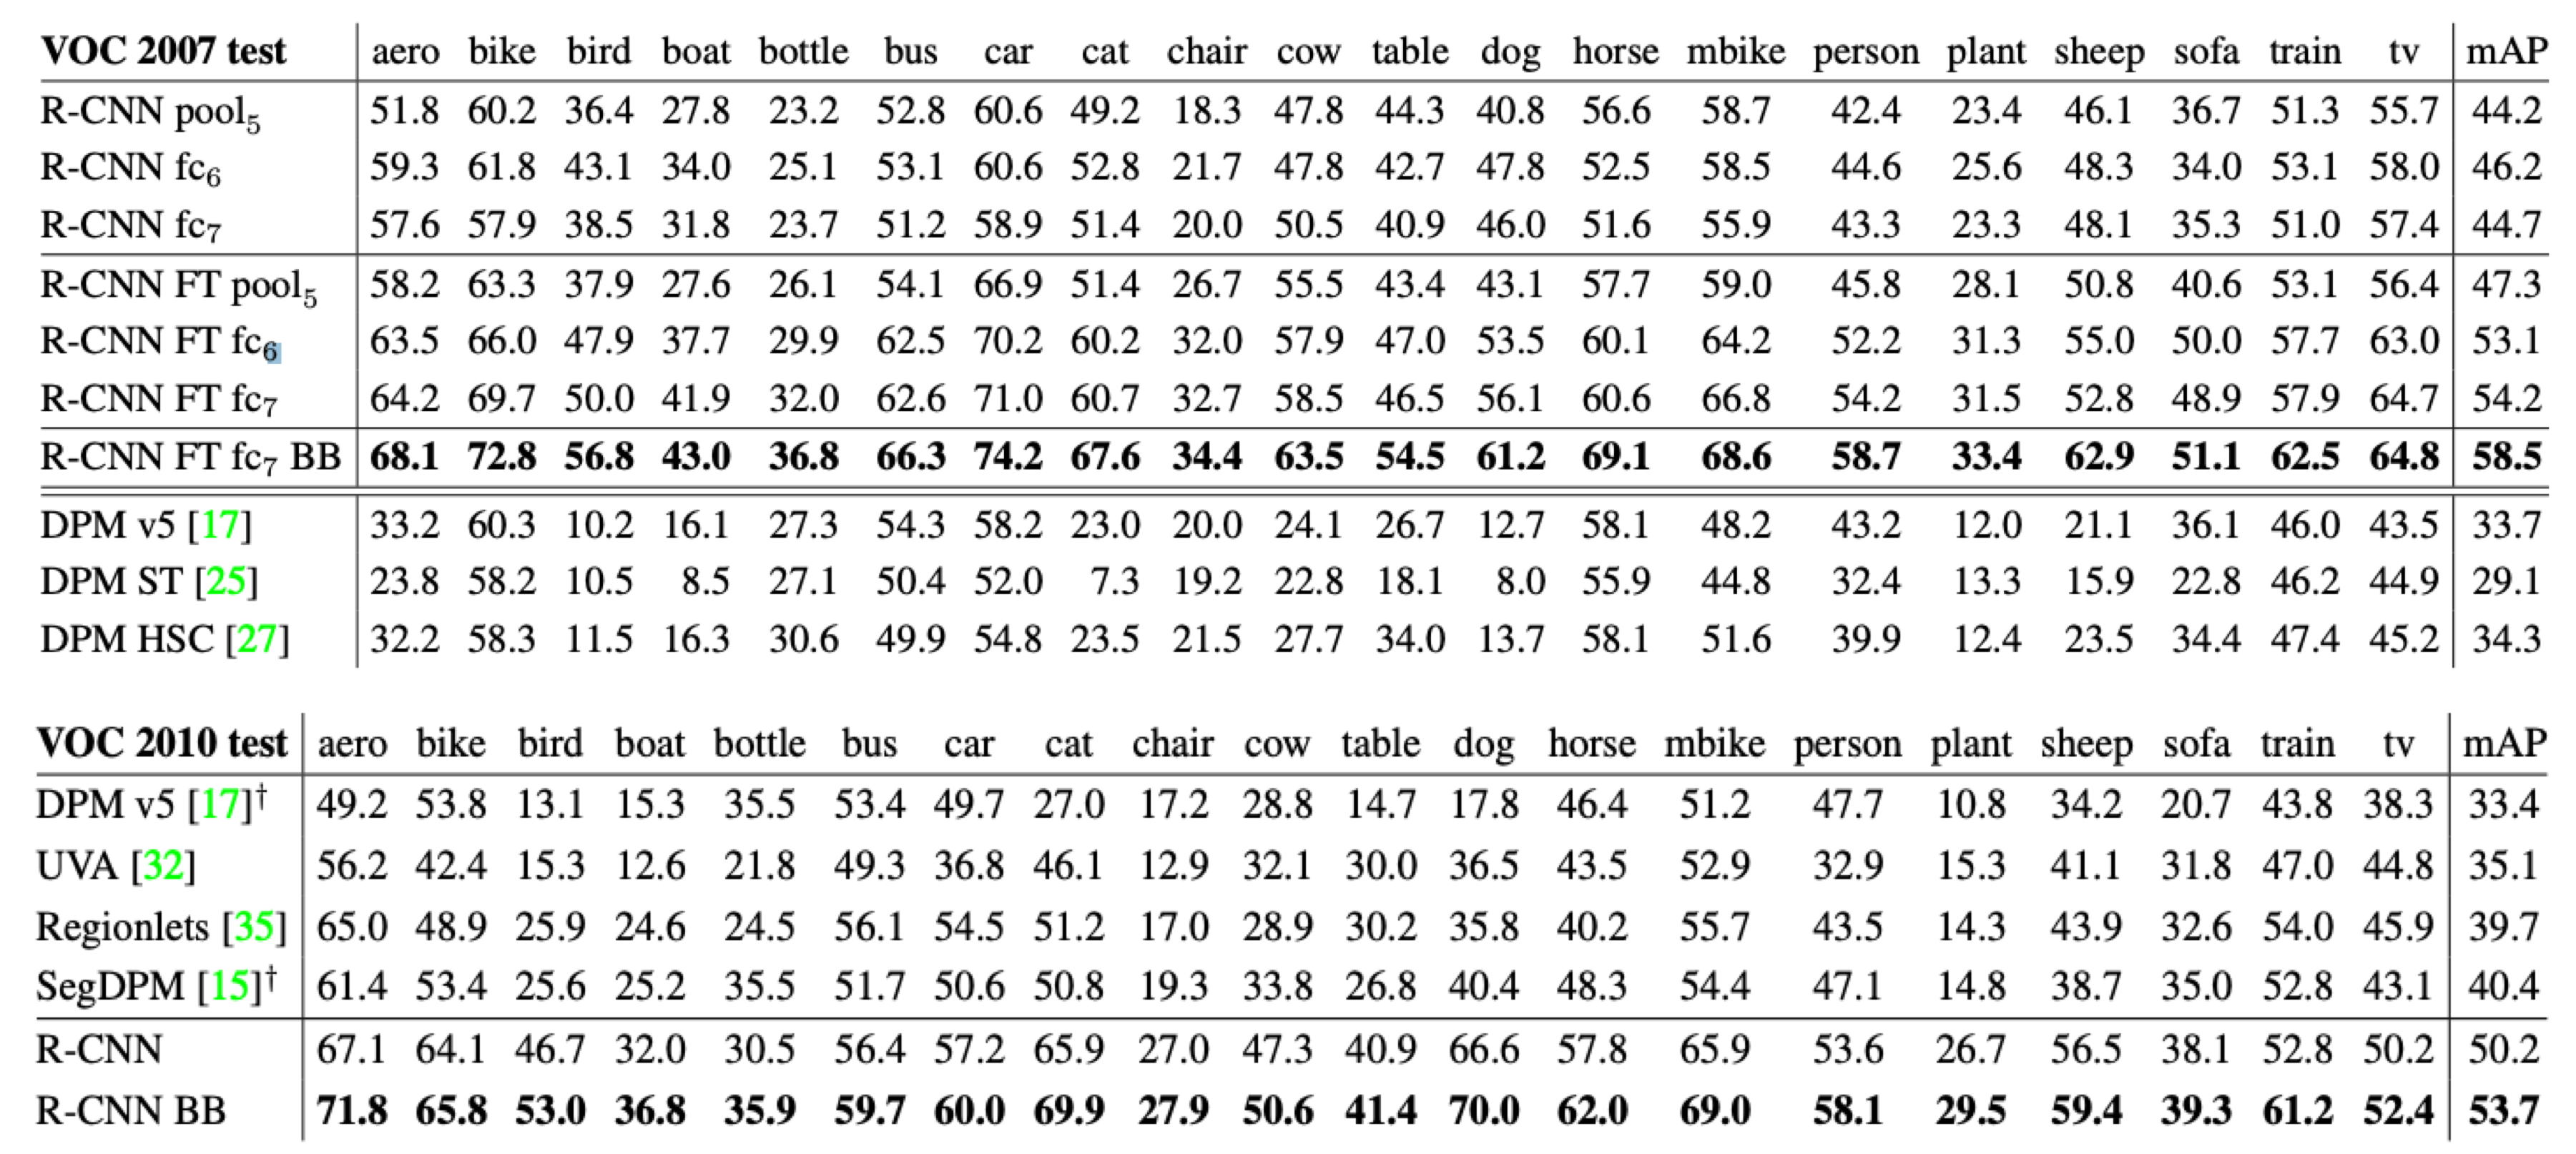 VOC 2007 test aero bike bird boat bottle bus car cat chair cow table dog horse mbike person plant sheep sofa train tv mAP
R-CNN pool5 51.8 60.2 36.4 27.8 23.2 52.8 60.6 49.2 18.3 47.8 44.3 40.8 56.6 58.7 42.4 23.4 46.1 36.7 51.3 55.7 44.2
R-CNN fc6 59.3 61.8 43.1 34.0 25.1 53.1 60.6 52.8 21.7 47.8 42.7 47.8 52.5 58.5 44.6 25.6 48.3 34.0 53.1 58.0 46.2
R-CNN fc7 57.6 57.9 38.5 31.8 23.7 51.2 58.9 51.4 20.0 50.5 40.9 46.0 51.6 55.9 43.3 23.3 48.1 35.3 51.0 57.4 44.7
R-CNN FT pool5 58.2 63.3 37.9 27.6 26.1 54.1 66.9 51.4 26.7 55.5 43.4 43.1 57.7 59.0 45.8 28.1 50.8 40.6 53.1 56.4 47.3
R-CNN FT fc6 63.5 66.0 47.9 37.7 29.9 62.5 70.2 60.2 32.0 57.9 47.0 53.5 60.1 64.2 52.2 31.3 55.0 50.0 57.7 63.0 53.1
R-CNN FT fc7 64.2 69.7 50.0 41.9 32.0 62.6 71.0 60.7 32.7 58.5 46.5 56.1 60.6 66.8 54.2 31.5 52.8 48.9 57.9 64.7 54.2
R-CNN FT fc7 BB 68.1 72.8 56.8 43.0 36.8 66.3 74.2 67.6 34.4 63.5 54.5 61.2 69.1 68.6 58.7 33.4 62.9 51.1 62.5 64.8 58.5
DPM v5 [17] 33.2 60.3 10.2 16.1 27.3 54.3 58.2 23.0 20.0 24.1 26.7 12.7 58.1 48.2 43.2 12.0 21.1 36.1 46.0 43.5 33.7
DPM ST [25] 23.8 58.2 10.5 8.5 27.1 50.4 52.0 7.3 19.2 22.8 18.1 8.0 55.9 44.8 32.4 13.3 15.9 22.8 46.2 44.9 29.1
DPM HSC [27] 32.2 58.3 11.5 16.3 30.6 49.9 54.8 23.5 21.5 27.7 34.0 13.7 58.1 51.6 39.9 12.4 23.5 34.4 47.4 45.2 34.3
VOC 2010 test aero bike bird boat bottle bus car cat chair cow table dog horse mbike person plant sheep sofa train tv mAP
DPM v5 [17]† 49.2 53.8 13.1 15.3 35.5 53.4 49.7 27.0 17.2 28.8 14.7 17.8 46.4 51.2 47.7 10.8 34.2 20.7 43.8 38.3 33.4
UVA [32] 56.2 42.4 15.3 12.6 21.8 49.3 36.8 46.1 12.9 32.1 30.0 36.5 43.5 52.9 32.9 15.3 41.1 31.8 47.0 44.8 35.1
Regionlets [35] 65.0 48.9 25.9 24.6 24.5 56.1 54.5 51.2 17.0 28.9 30.2 35.8 40.2 55.7 43.5 14.3 43.9 32.6 54.0 45.9 39.7
SegDPM [15]† 61.4 53.4 25.6 25.2 35.5 51.7 50.6 50.8 19.3 33.8 26.8 40.4 48.3 54.4 47.1 14.8 38.7 35.0 52.8 43.1 40.4
R-CNN 67.1 64.1 46.7 32.0 30.5 56.4 57.2 65.9 27.0 47.3 40.9 66.6 57.8 65.9 53.6 26.7 56.5 38.1 52.8 50.2 50.2
R-CNN BB 71.8 65.8 53.0 36.8 35.9 59.7 60.0 69.9 27.9 50.6 41.4 70.0 62.0 69.0 58.1 29.5 59.4 39.3 61.2 52.4 53.7